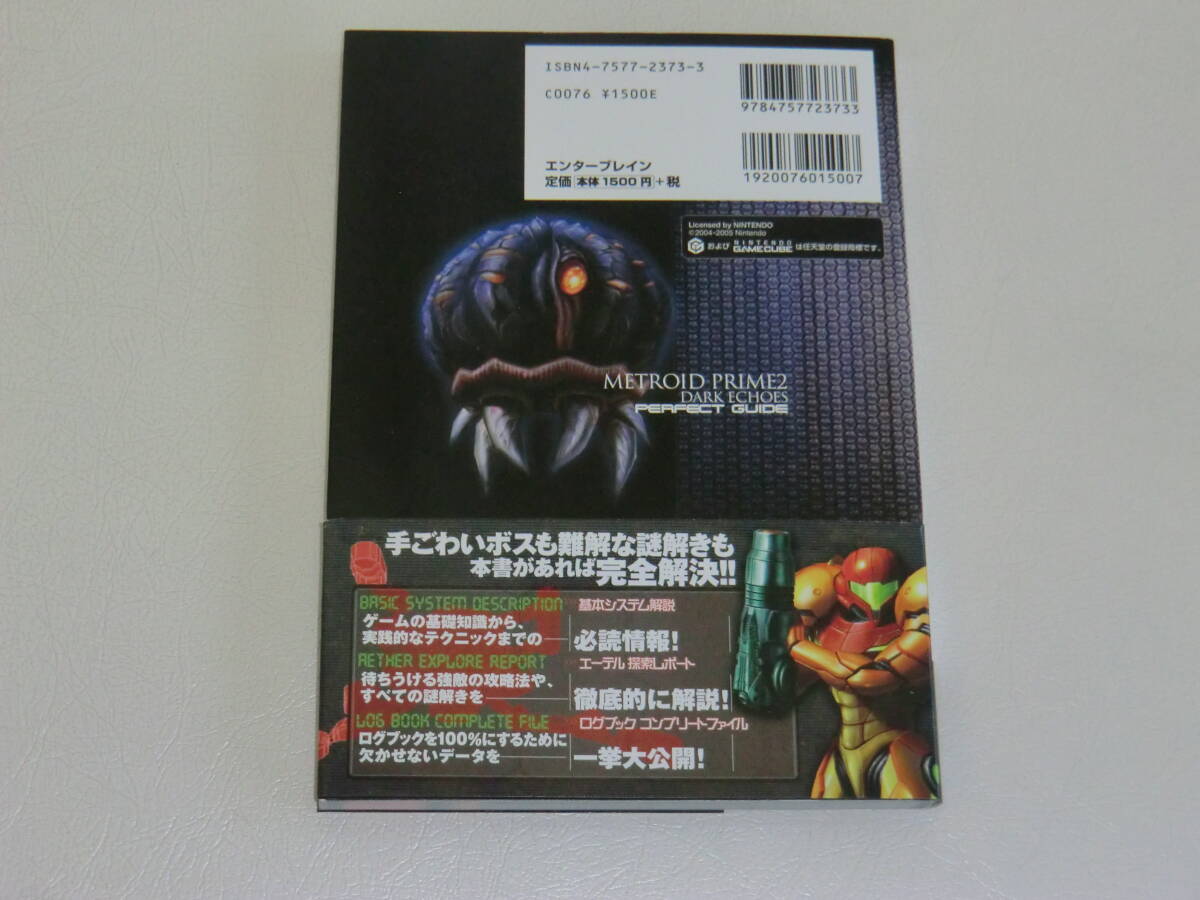 ISBN4-7577-2373-3
C0076 ¥1500E
9784757723733
1920076015007
エンターブレイン
定価 本体 1500 円 +税
Licensed by NINTENDO
©2004-2005 Nintendo
および NINTENDO GAMECUBE は任天堂の登録商標です。
METROID PRIME2
DARK ECHOES
PERFECT GUIDE
手ごわいボスも難解な謎解きも
本書があれば完全解決!!
BASIC SYSTEM DESCRIPTION 基本システム解説
ゲームの基礎知識から、
実践的なテクニックまでの 必読情報!
AETHER EXPLORE REPORT エーテル 探索レポート
待ちうける強敵の攻略法や、
すべての謎解きを 徹底的に解説!
LOG BOOK COMPLETE FILE ログブック コンプリートファイル
ログブックを100%にするために
欠かせないデータを 一挙大公開!